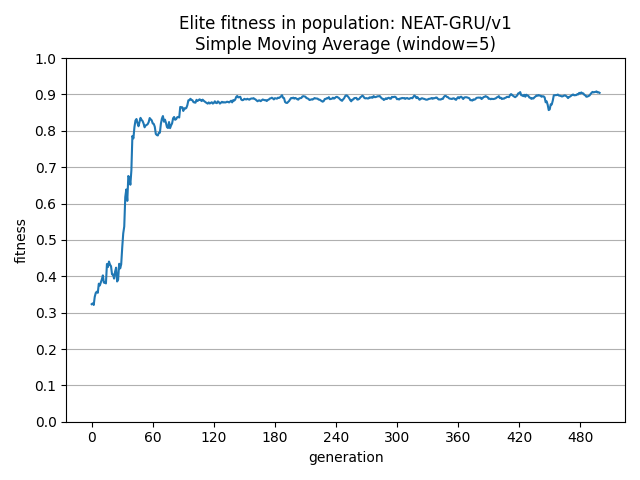 Elite fitness in population: NEAT-GRU/v1
Simple Moving Average (window=5)
1.0
0.9
0.8
0.7
0.6
0.5
0.4
0.3
0.2
0.1
0.0
fitness
0 60 120 180 240 300 360 420 480
generation